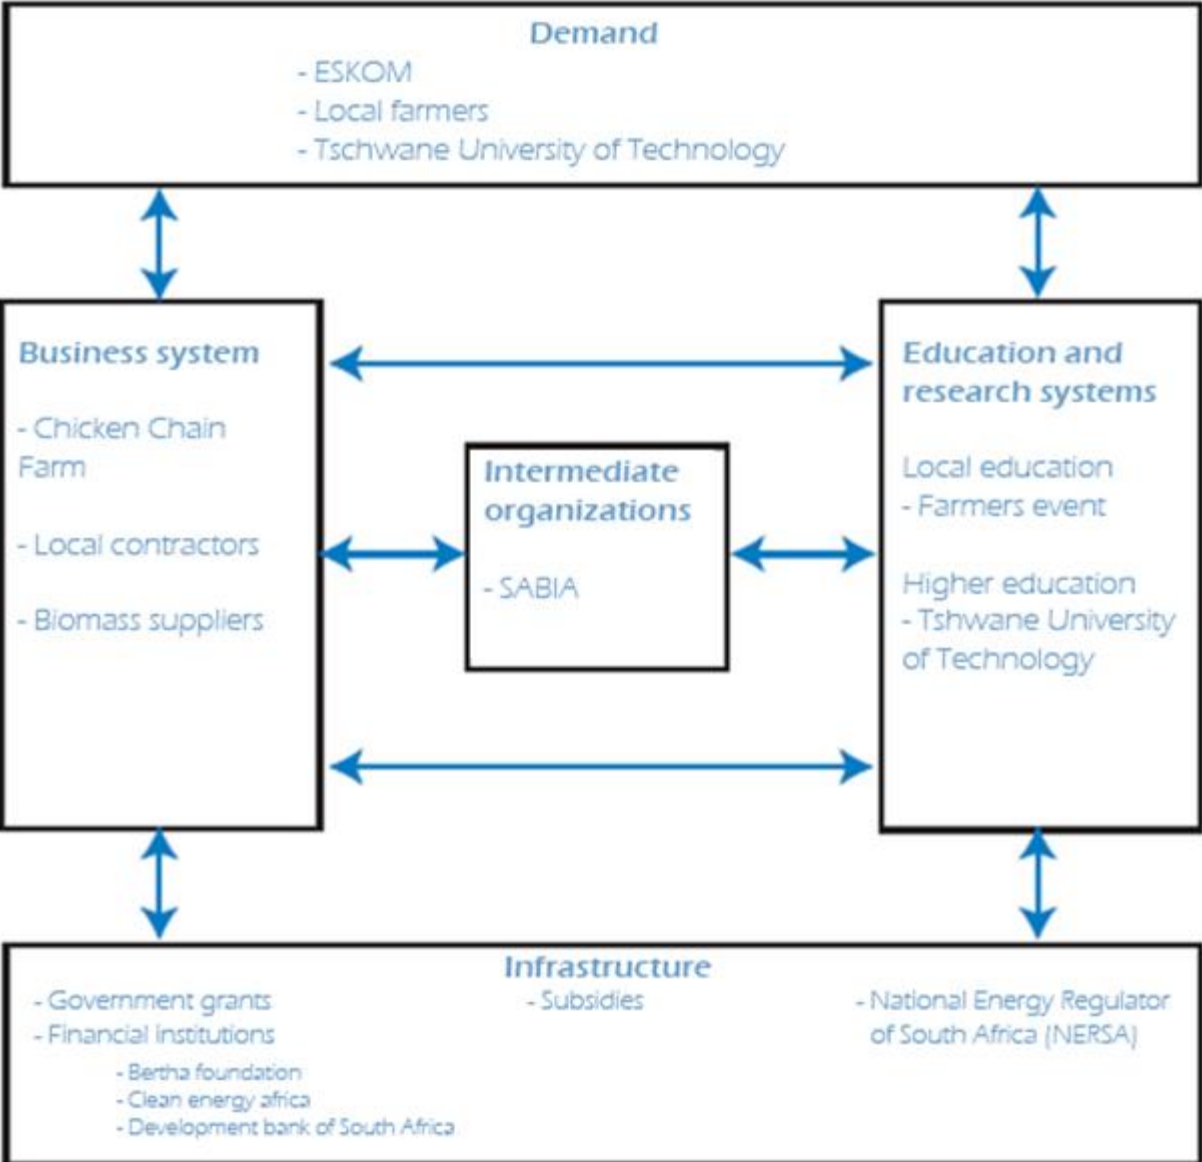 Demand
- ESKOM
- Local farmers
- Tschwane University of Technology
Business system
- Chicken Chain
Farm
- Local contractors
- Biomass suppliers
Intermediate
organizations
- SABIA
Education and
research systems
Local education
- Farmers event
Higher education
- Tshwane University
of Technology
Infrastructure
- Government grants
- Financial institutions
- Bertha foundation
- Clean energy africa
- Development bank of South Africa
- Subsidies
- National Energy Regulator
of South Africa (NERSA)